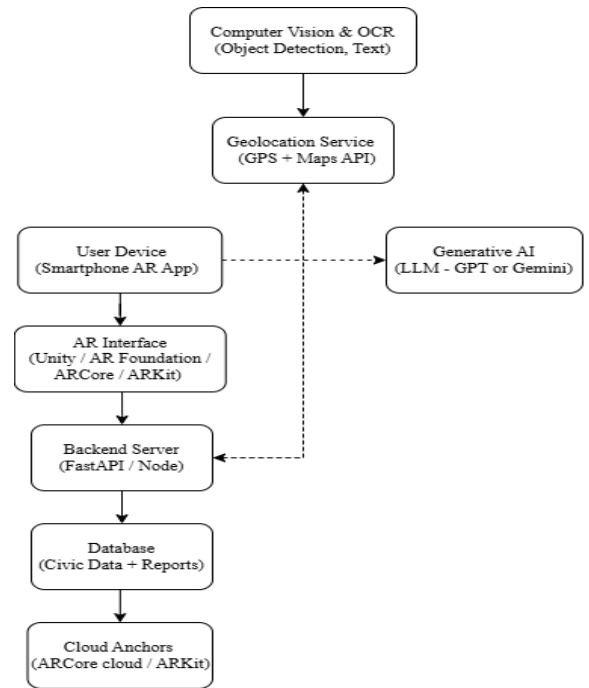 Computer Vision & OCR
(Object Detection, Text)
Geolocation Service
(GPS + Maps API)
User Device
(Smartphone AR App)
Generative AI
(LLM - GPT or Gemini)
AR Interface
(Unity / AR Foundation /
ARCore / ARKit)
Backend Server
(FastAPI / Node)
Database
(Civic Data + Reports)
Cloud Anchors
(ARCore cloud / ARKit)